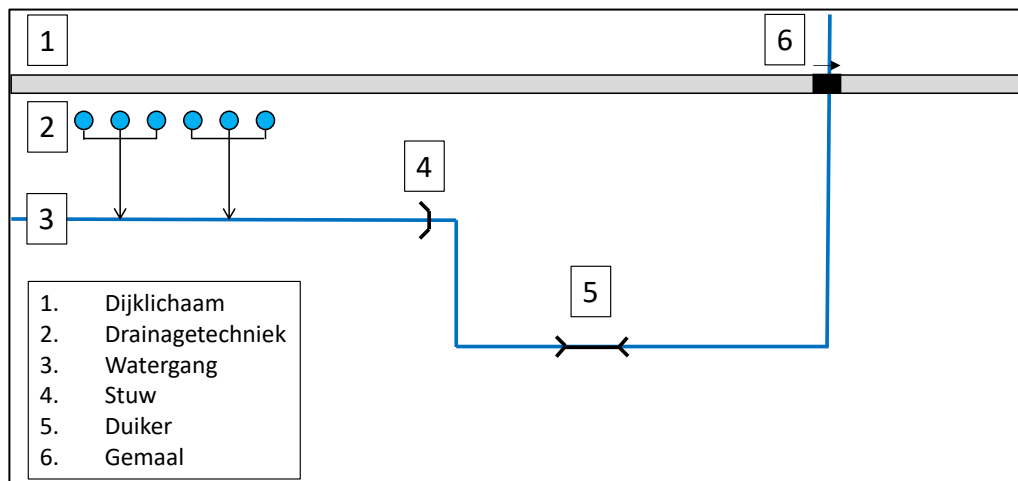 1
6
2
4
3
5
1. Dijklichaam
2. Drainagetechniek
3. Watergang
4. Stuw
5. Duiker
6. Gemaal